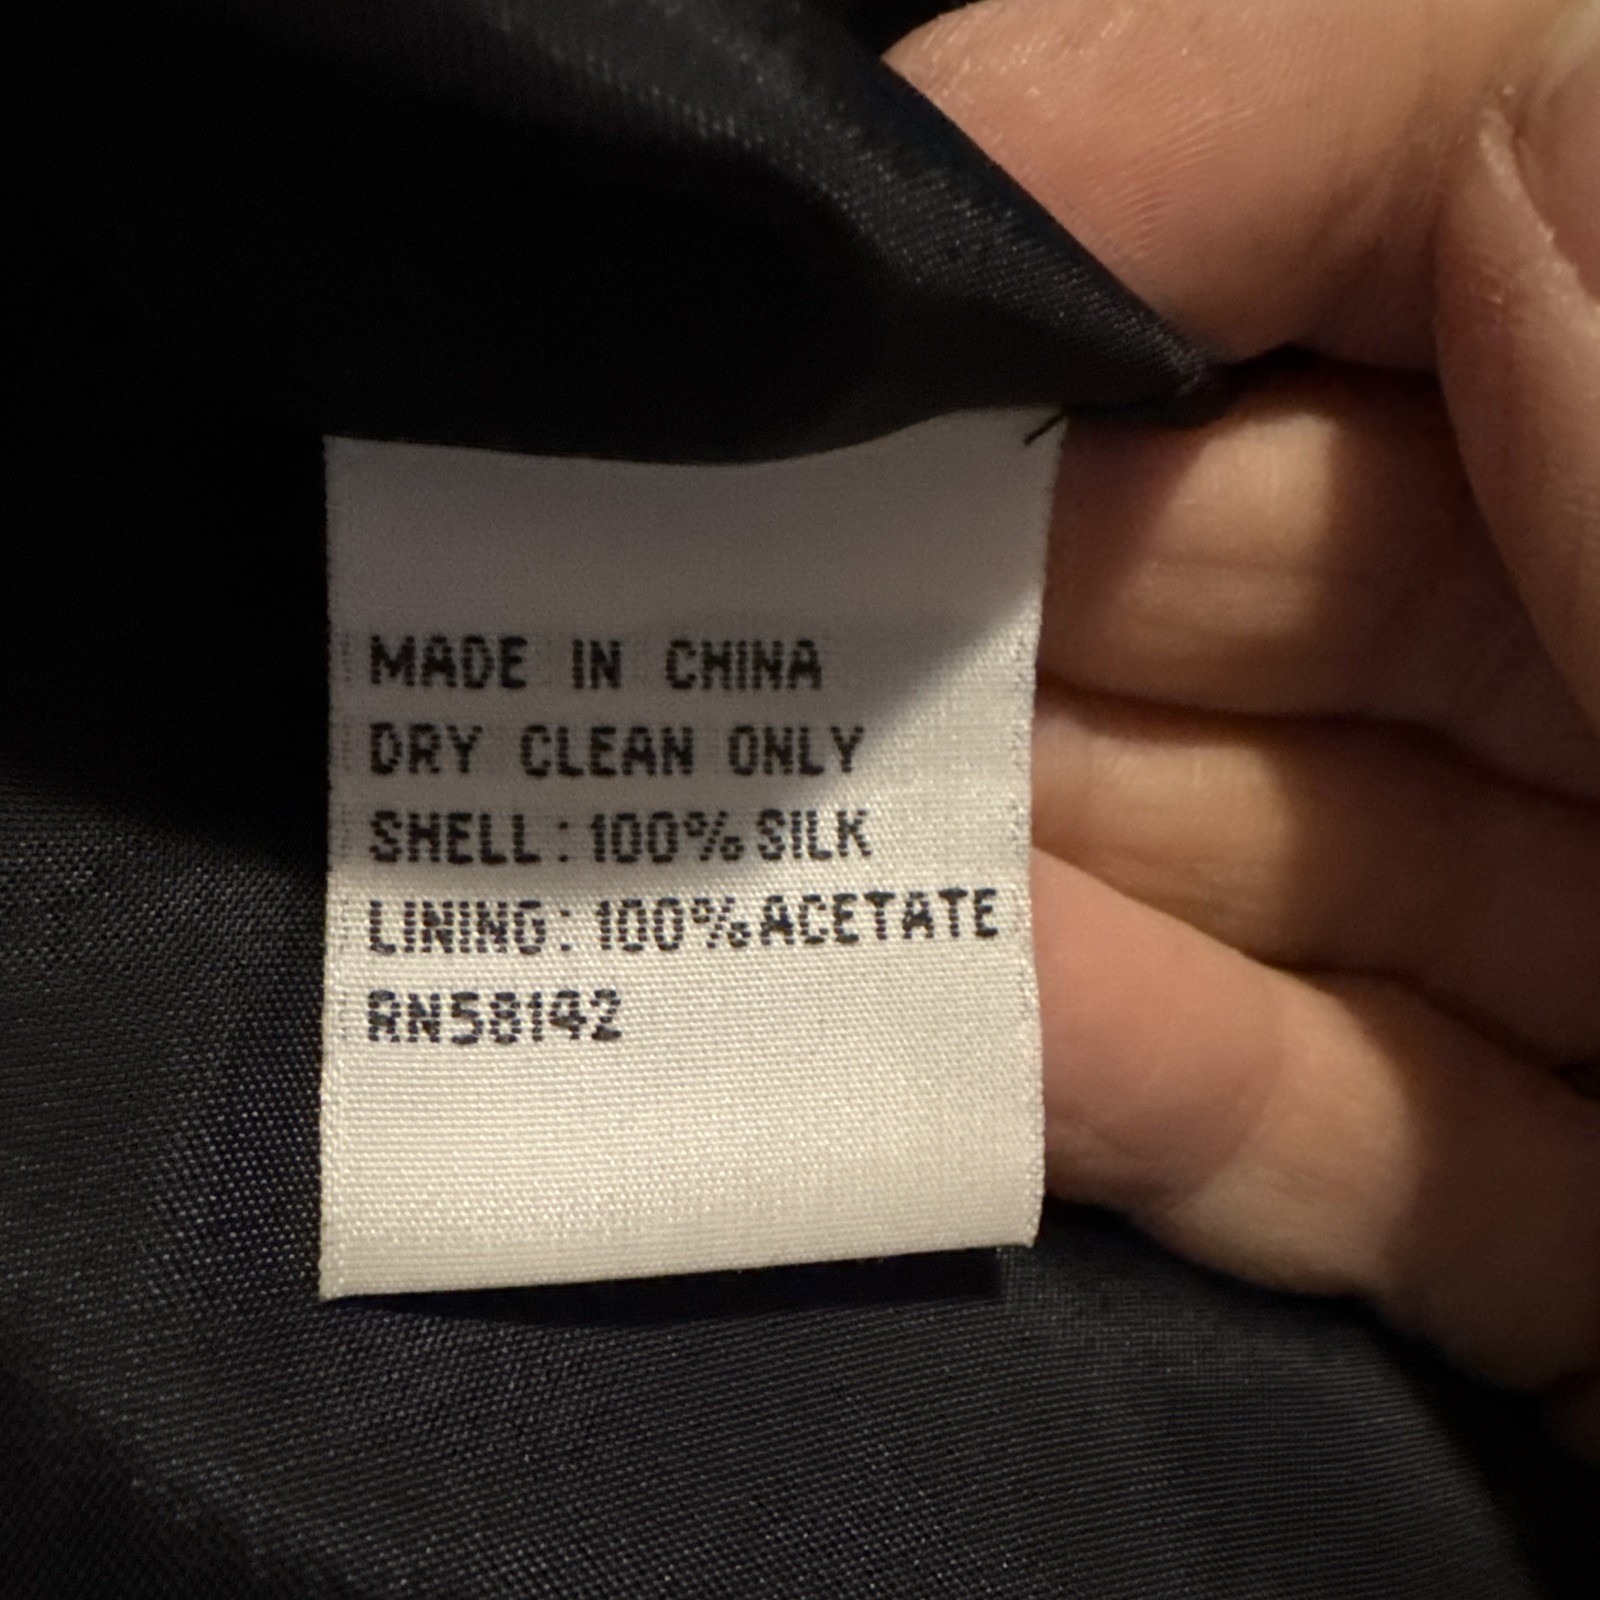 MADE IN CHINA
DRY CLEAN ONLY
SHELL: 100% SILK
LINING: 100% ACETATE
RN58142